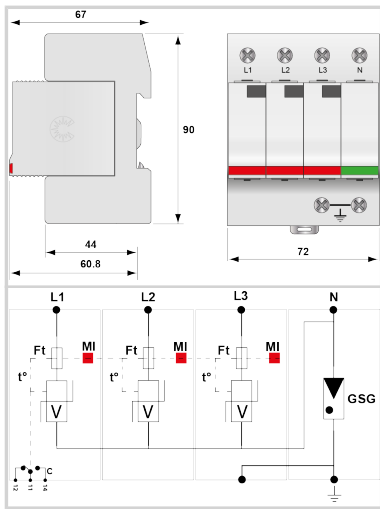 67
90
44
60.8
L1 L2 L3 N
72
L1 L2 L3 N
Ft MI Ft MI Ft MI
t° t° t°
V V V
GSG
C
12 11 14